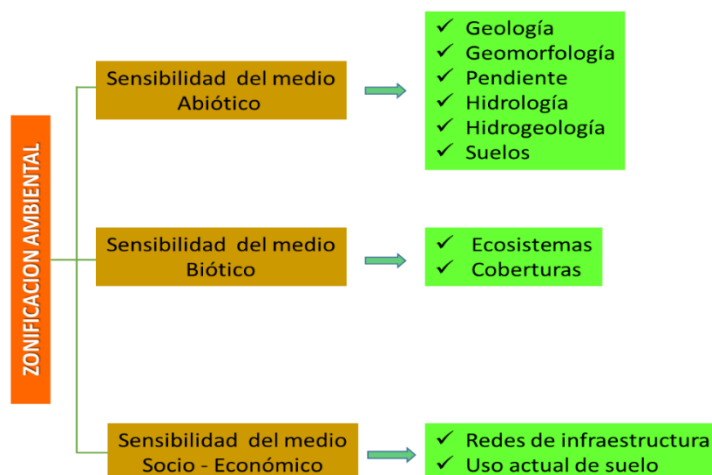 ZONIFICACION AMBIENTAL
Sensibilidad del medio
Abiótico
✓ Geología
✓ Geomorfología
✓ Pendiente
✓ Hidrología
✓ Hidrogeología
✓ Suelos
Sensibilidad del medio
Biótico
✓ Ecosistemas
✓ Coberturas
Sensibilidad del medio
Socio - Económico
✓ Redes de infraestructura
✓ Uso actual de suelo